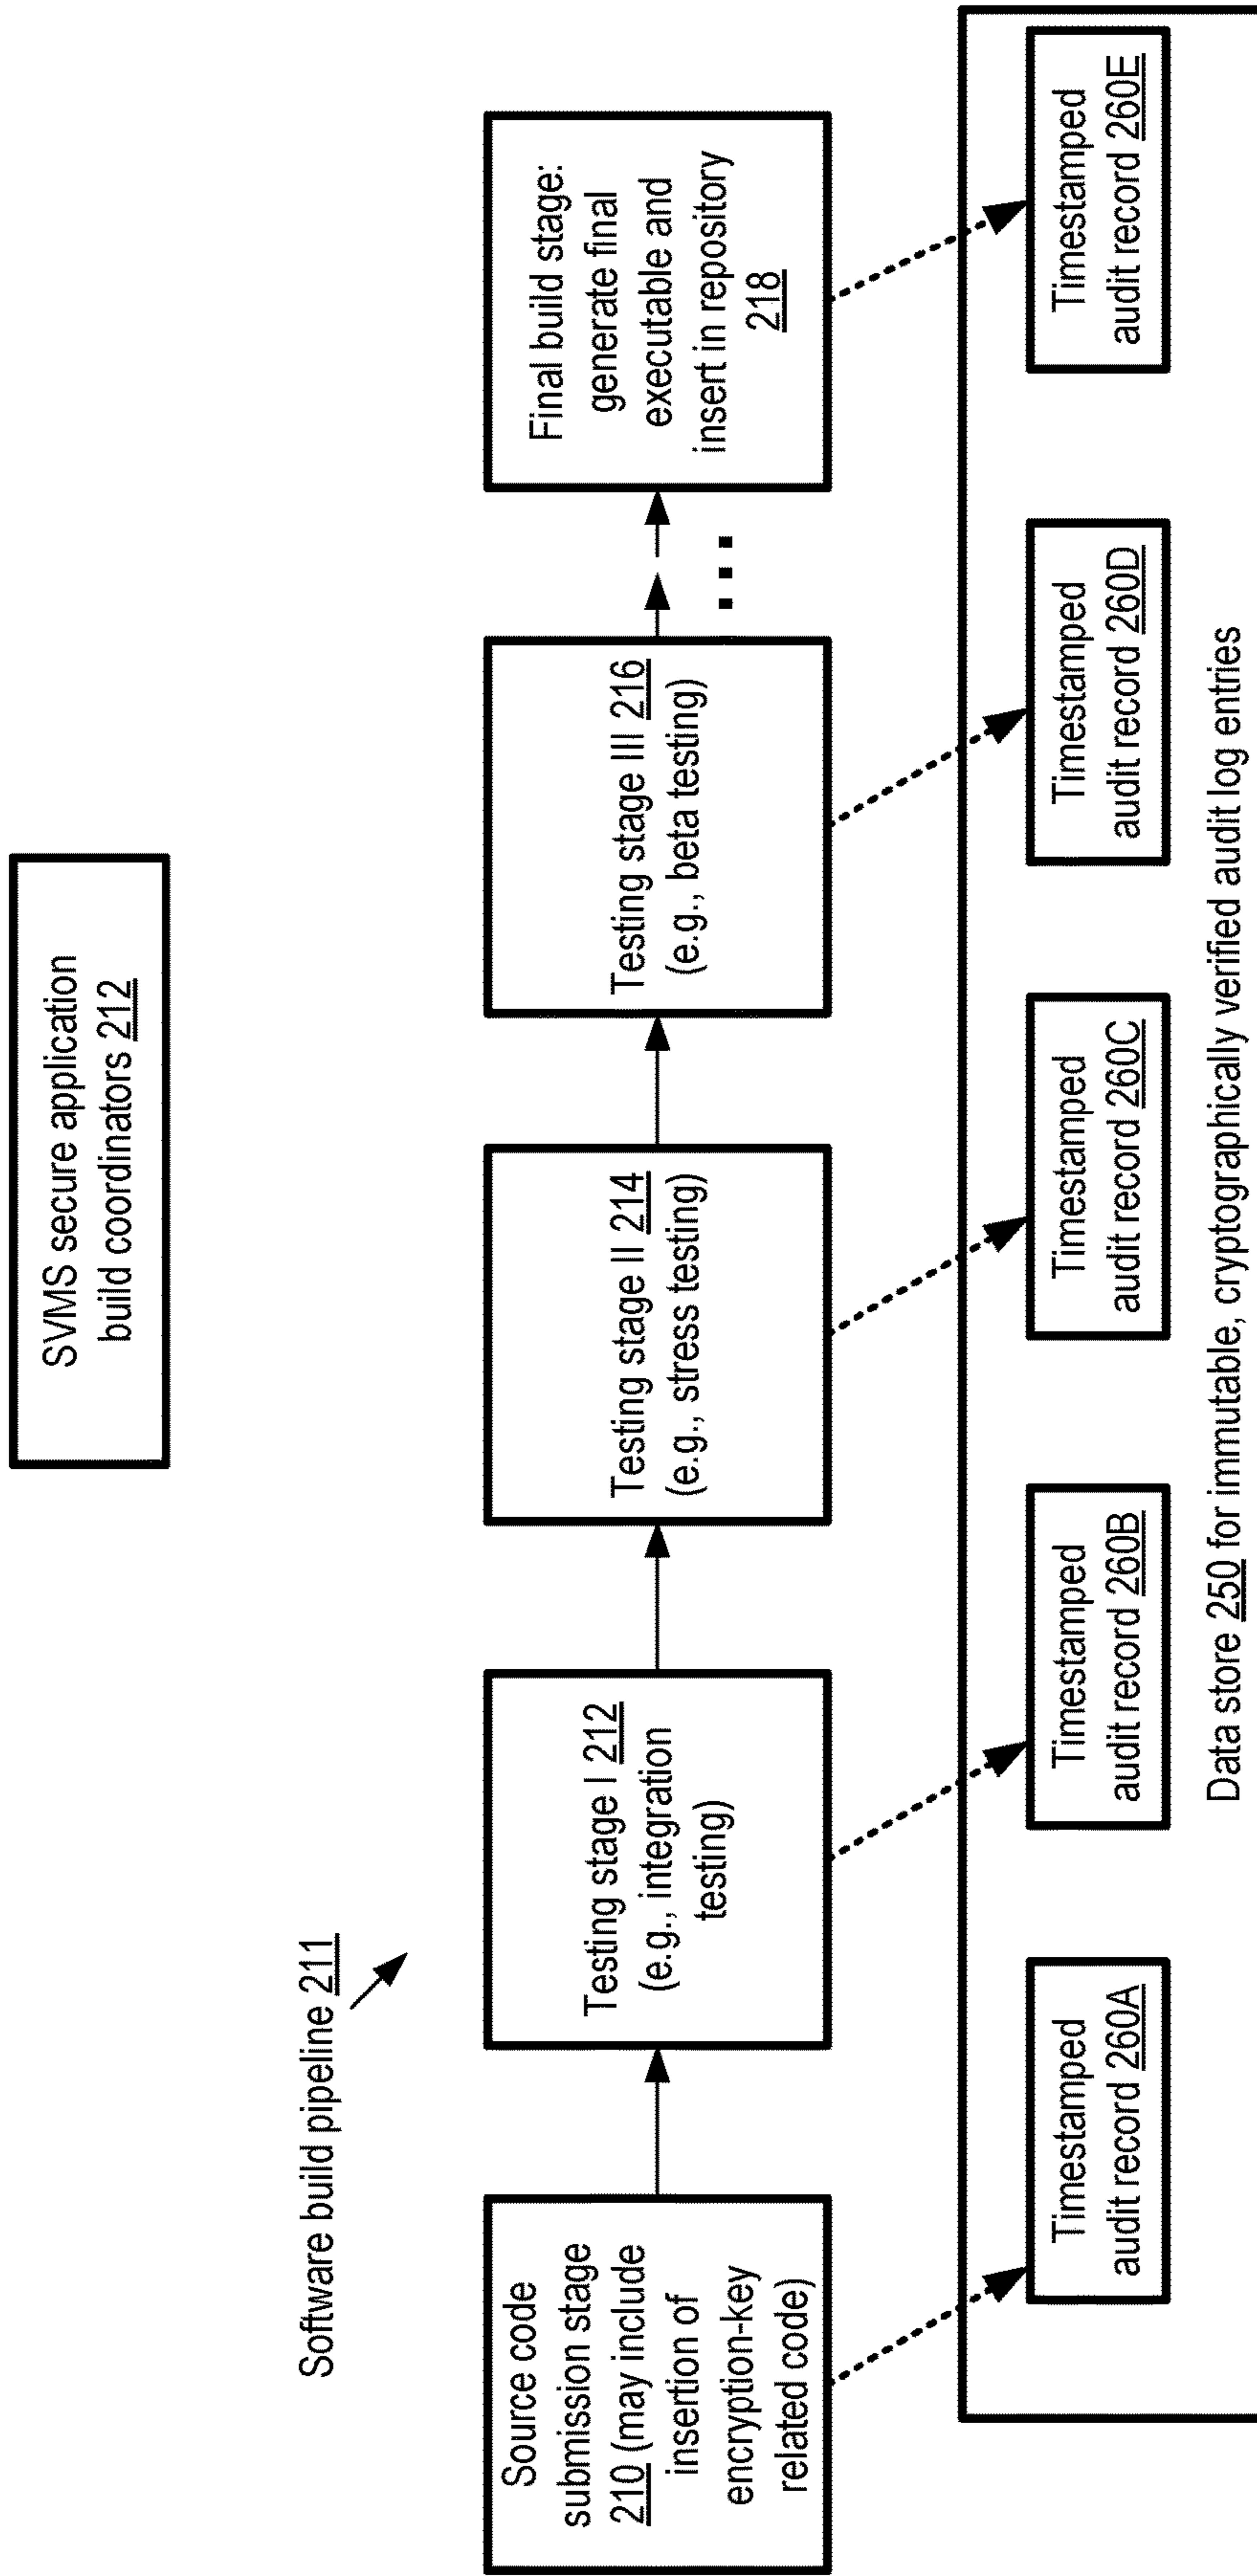 SVMS secure application
build coordinators 212
Software build pipeline 211
Source code
submission stage
210 (may include
insertion of
encryption-key
related code)
Testing stage I 212
(e.g., integration
testing)
Testing stage II 214
(e.g., stress testing)
Testing stage III 216
(e.g., beta testing)
...
Final build stage:
generate final
executable and
insert in repository
218
Timestamped
audit record 260A
Timestamped
audit record 260B
Timestamped
audit record 260C
Timestamped
audit record 260D
Timestamped
audit record 260E
Data store 250 for immutable, cryptographically verified audit log entries